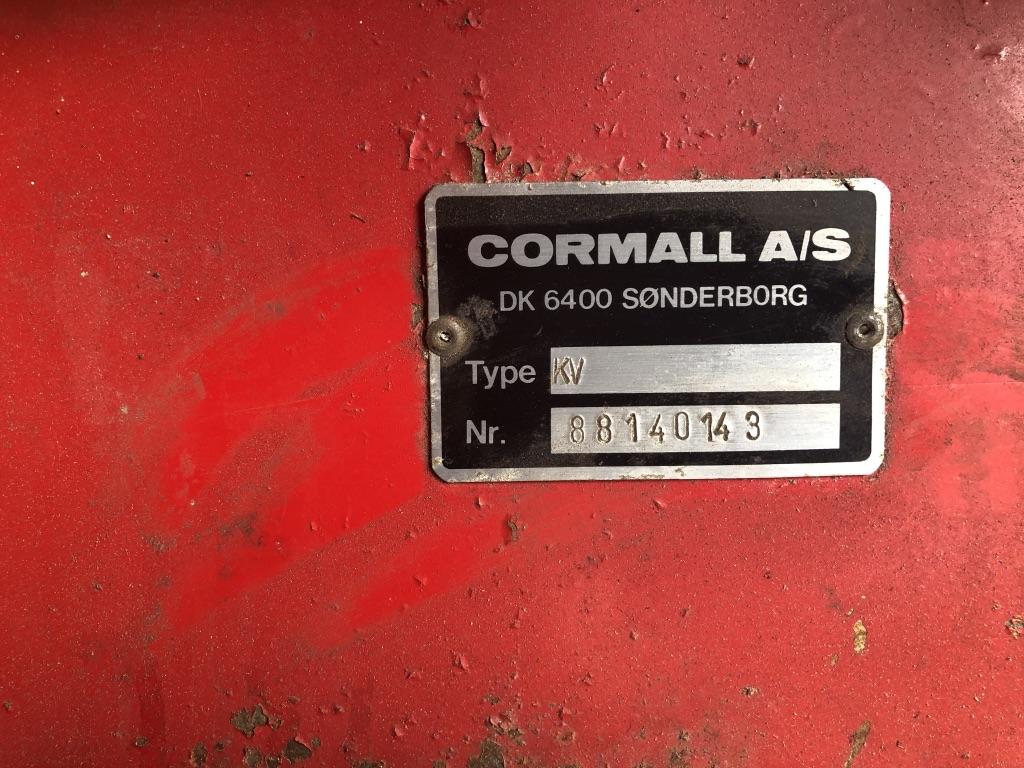 CORMALL A/S
DK 6400 SØNDERBORG
Type KV
Nr. 88140143